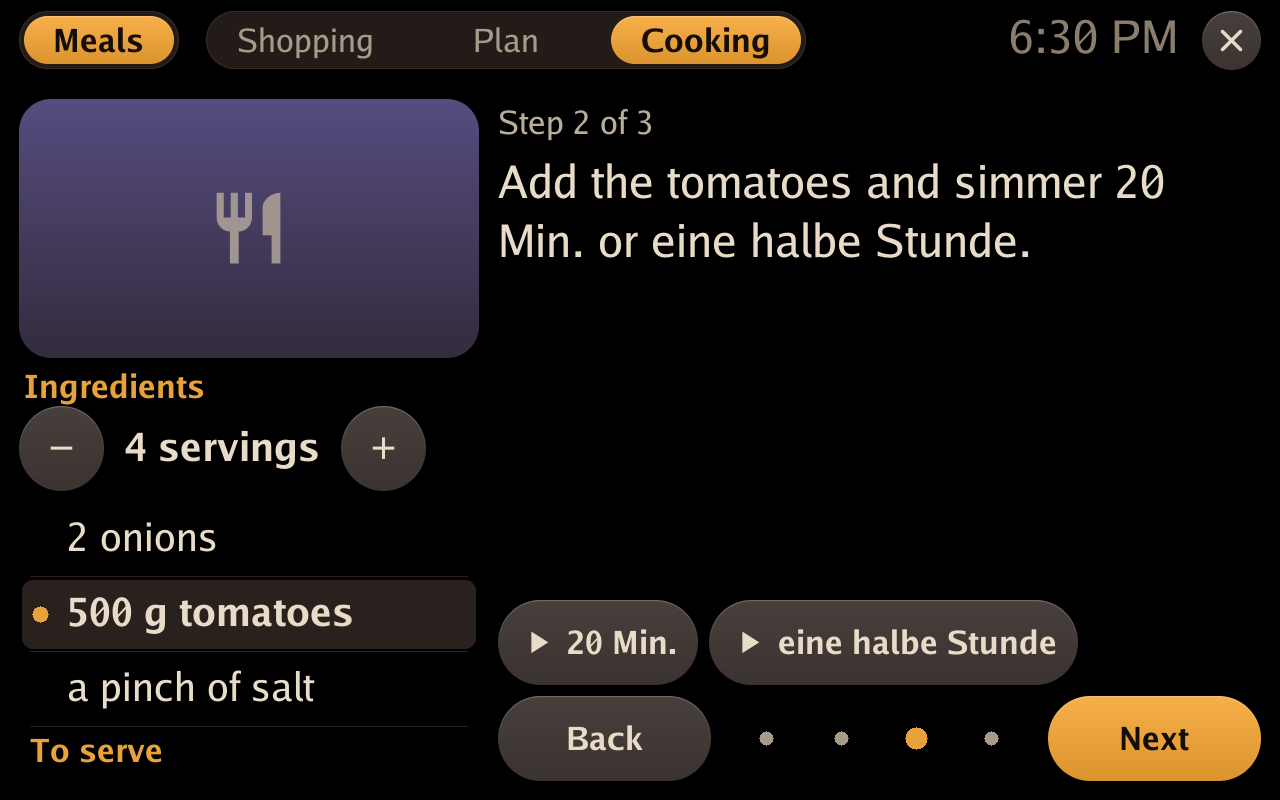 Meals
Shopping
Plan
Cooking
6:30 PM
Step 2 of 3
Add the tomatoes and simmer 20
Min. or eine halbe Stunde.
Ingredients
− 4 servings +
2 onions
500 g tomatoes
a pinch of salt
To serve
20 Min.
eine halbe Stunde
Back
Next